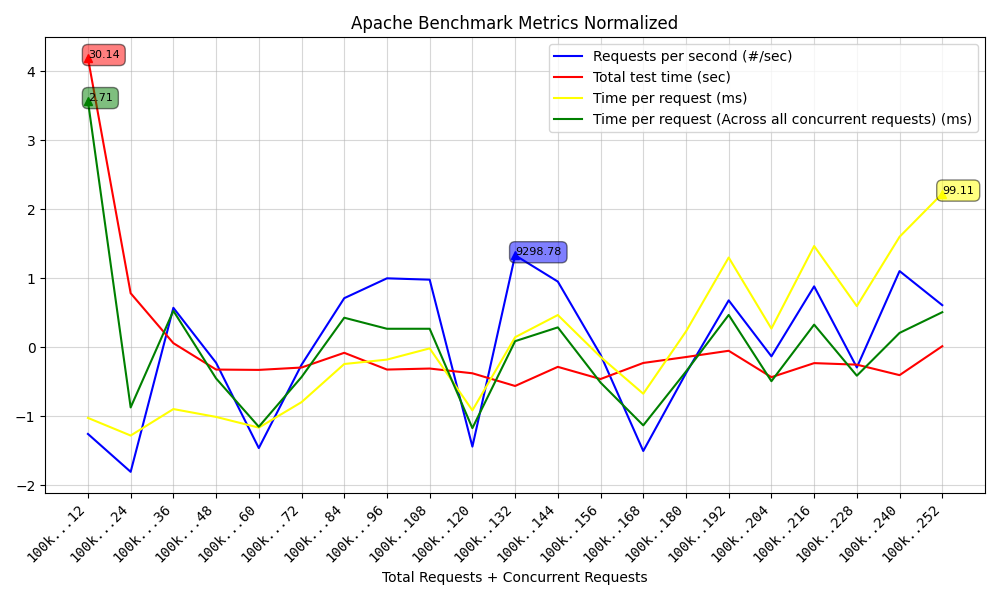 Apache Benchmark Metrics Normalized
30.14
2.71
9298.78
99.11
Requests per second (#/sec)
Total test time (sec)
Time per request (ms)
Time per request (Across all concurrent requests) (ms)
4
3
2
1
0
−1
−2
100k...12
100k...24
100k...36
100k...48
100k...60
100k...72
100k...84
100k...96
100k...108
100k...120
100k...132
100k...144
100k...156
100k...168
100k...180
100k...192
100k...204
100k...216
100k...228
100k...240
100k...252
Total Requests + Concurrent Requests